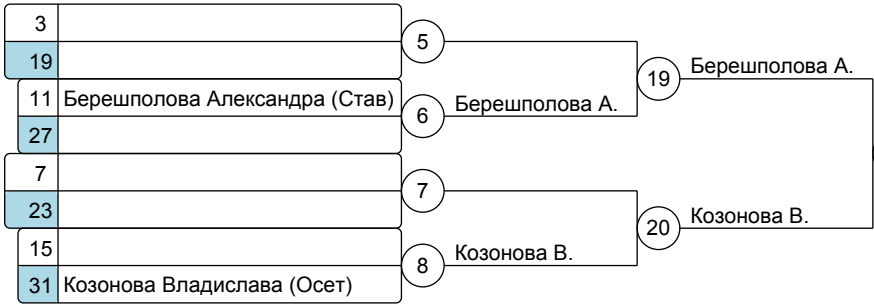 3
19
5
11 Берешполова Александра (Став)
27
6
Берешполова А.
19
Берешполова А.
7
23
7
15
31 Козонова Владислава (Осет)
8
Козонова В.
20
Козонова В.